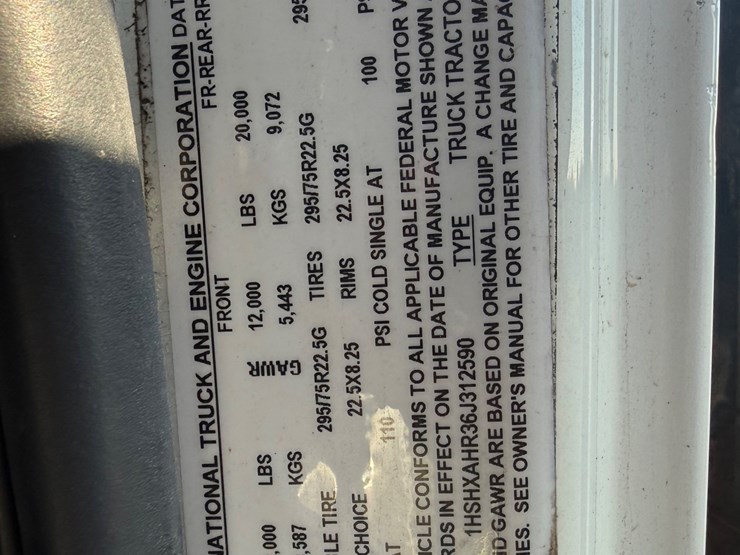 NATIONAL TRUCK AND ENGINE CORPORATION DAT
FRONT FR-REAR-RR
,000 LBS 12,000 LBS 20,000
,587 KGS 5,443 KGS 9,072 295
LE TIRE 295/75R22.5G TIRES 295/75R22.5G
CHOICE 22.5X8.25 RIMS 22.5X8.25
AT 110 PSI COLD SINGLE AT 100 PS
ICLE CONFORMS TO ALL APPLICABLE FEDERAL MOTOR V
RDS IN EFFECT ON THE DATE OF MANUFACTURE SHOWN
1HSHXAHR36J312590 TYPE TRUCK TRACTO
D GAWR ARE BASED ON ORIGINAL EQUIP. A CHANGE MA
IES. SEE OWNER'S MANUAL FOR OTHER TIRE AND CAPA